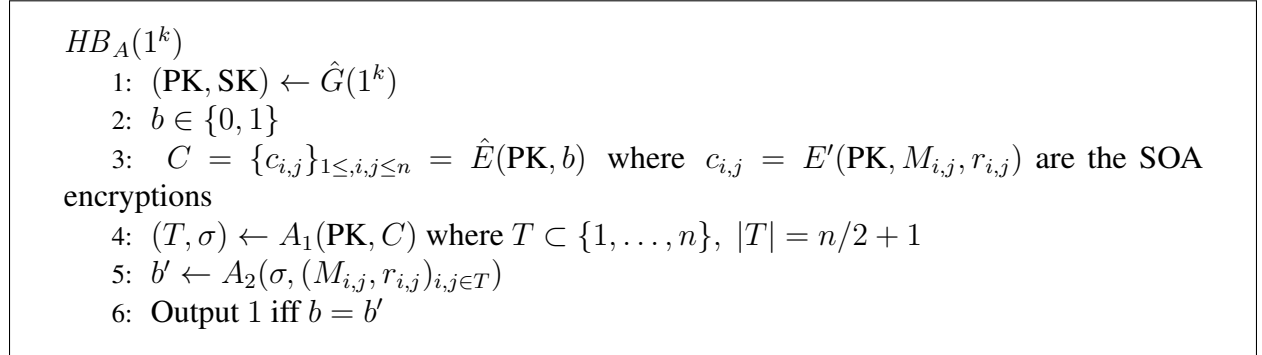 HB_A(1^k)
1: (PK, SK) ← Ĝ(1^k)
2: b ∈ {0, 1}
3: C = {c_{i,j}}_{1≤,i,j≤n} = Ê(PK, b) where c_{i,j} = E′(PK, M_{i,j}, r_{i,j}) are the SOA
encryptions
4: (T, σ) ← A_1(PK, C) where T ⊂ {1, . . . , n}, |T| = n/2 + 1
5: b′ ← A_2(σ, (M_{i,j}, r_{i,j})_{i,j∈T})
6: Output 1 iff b = b′